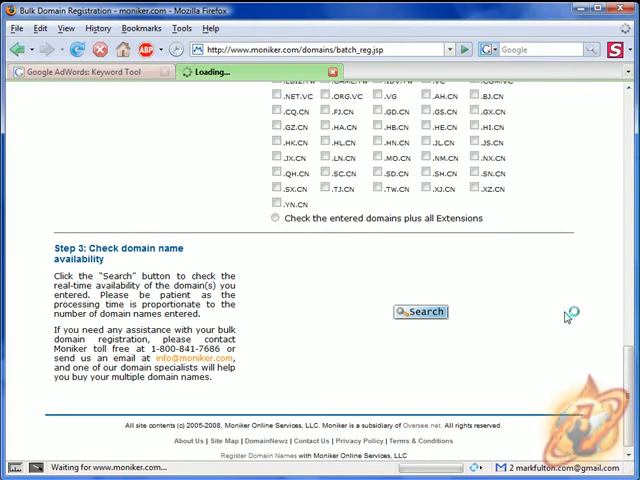 Bulk Domain Registration - moniker.com - Mozilla Firefox
File Edit View History Bookmarks Tools Help
ABP http://www.moniker.com/domains/batch_reg.jsp Google
Google AdWords: Keyword Tool Loading...
.NET.VC .ORG.VC .VG .AH.CN .BJ.CN
.CQ.CN .FJ.CN .GD.CN .GS.CN .GX.CN
.GZ.CN .HA.CN .HB.CN .HE.CN .HI.CN
.HK.CN .HL.CN .HN.CN .JL.CN .JS.CN
.JX.CN .LN.CN .MO.CN .NM.CN .NX.CN
.QH.CN .SC.CN .SD.CN .SH.CN .SN.CN
.SX.CN .TJ.CN .TW.CN .XJ.CN .XZ.CN
.YN.CN
Check the entered domains plus all Extensions
Step 3: Check domain name
availability
Click the "Search" button to check the
real-time availability of the domain(s) you
entered. Please be patient as the
processing time is proportionate to the
number of domain names entered.
Search
If you need any assistance with your bulk
domain registration, please contact
Moniker toll free at 1-800-841-7686 or
send us an email at info@moniker.com,
and one of our domain specialists will help
you buy your multiple domain names.
All site contents (c) 2005-2008, Moniker Online Services, LLC. Moniker is a subsidiary of Oversee.net. All rights reserved.
About Us | Site Map | DomainNewz | Contact Us | Privacy Policy | Terms & Conditions
Register Domain Names with Moniker Online Services, LLC
Waiting for www.moniker.com... 2 markfulton.com@gmail.com